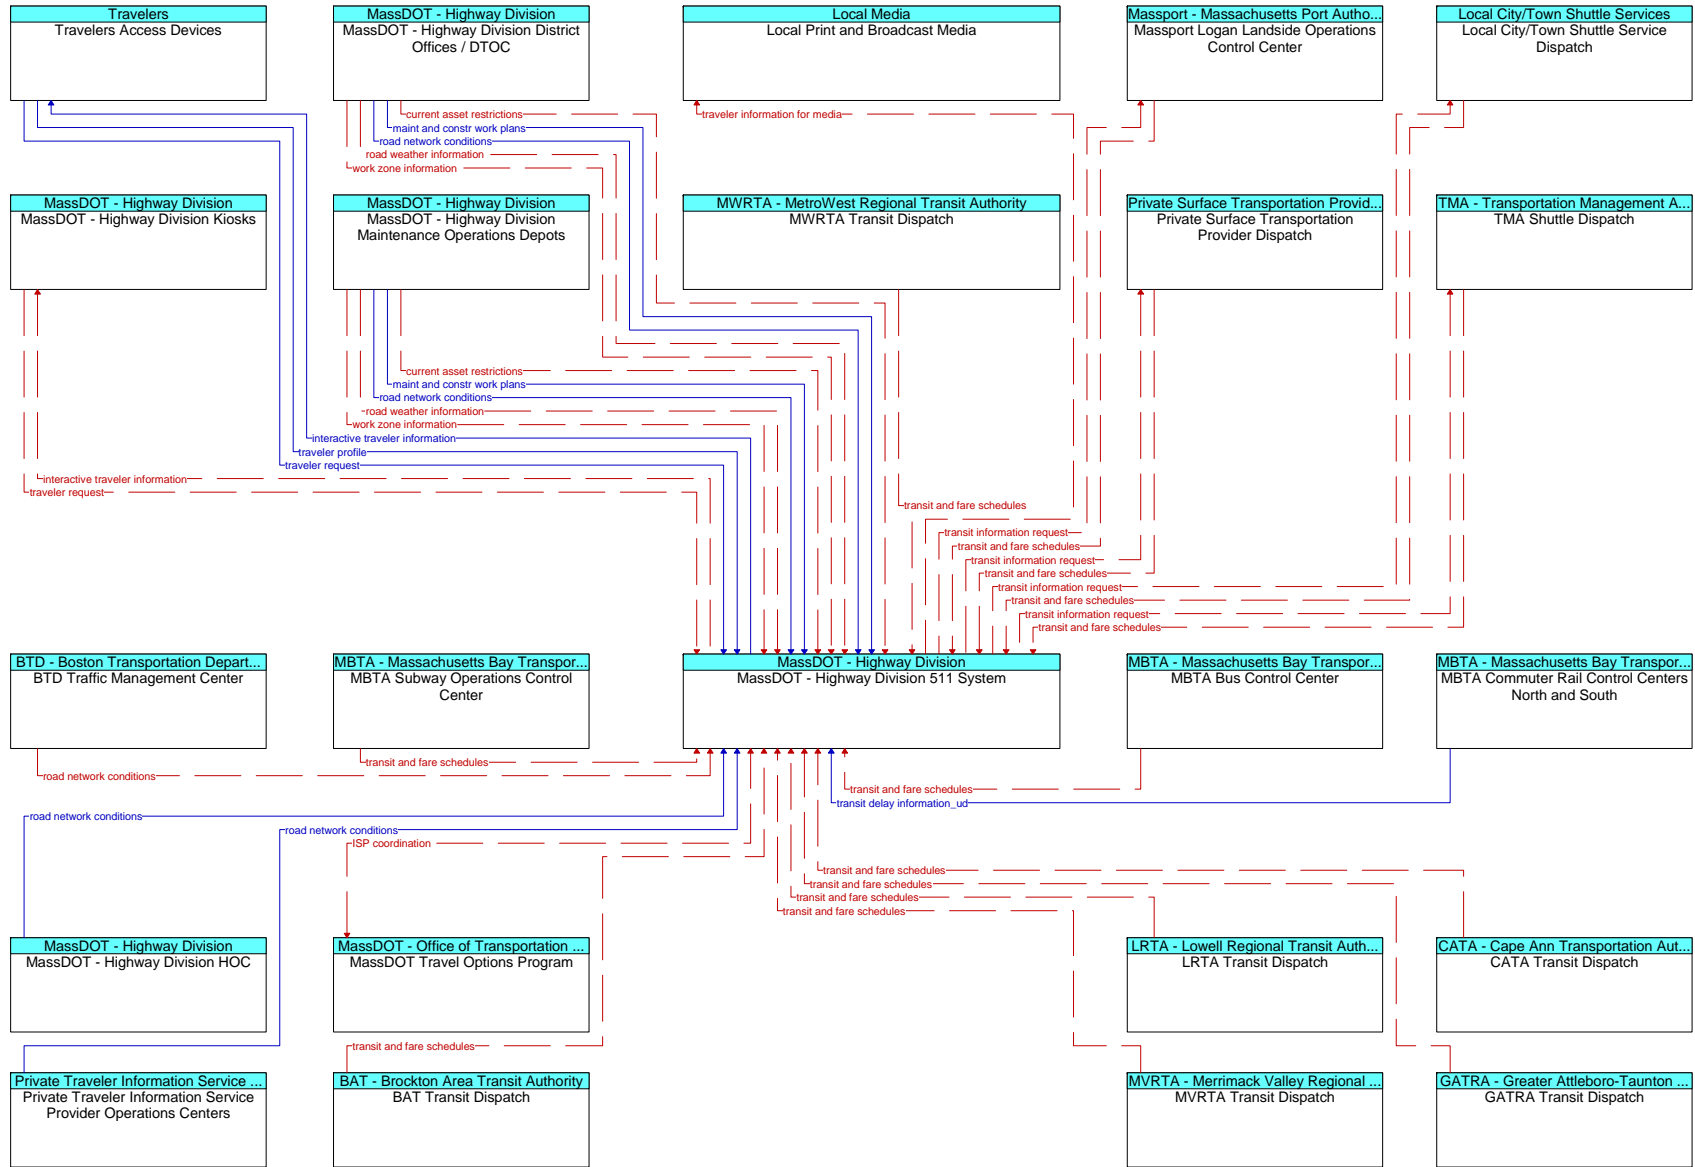 Travelers
Travelers Access Devices
MassDOT - Highway Division
MassDOT - Highway Division District
Offices / DTOC
Local Media
Local Print and Broadcast Media
Massport - Massachusetts Port Autho...
Massport Logan Landside Operations
Control Center
Local City/Town Shuttle Services
Local City/Town Shuttle Service
Dispatch
current asset restrictions
maint and constr work plans
road network conditions
road weather information
work zone information
traveler information for media
MassDOT - Highway Division
MassDOT - Highway Division Kiosks
MassDOT - Highway Division
MassDOT - Highway Division
Maintenance Operations Depots
MWRTA - MetroWest Regional Transit Authority
MWRTA Transit Dispatch
Private Surface Transportation Provid...
Private Surface Transportation
Provider Dispatch
TMA - Transportation Management A...
TMA Shuttle Dispatch
current asset restrictions
maint and constr work plans
road network conditions
road weather information
work zone information
interactive traveler information
traveler profile
traveler request
interactive traveler information
traveler request
transit and fare schedules
transit information request
transit and fare schedules
transit information request
transit and fare schedules
transit information request
transit and fare schedules
transit information request
transit and fare schedules
BTD - Boston Transportation Depart...
BTD Traffic Management Center
MBTA - Massachusetts Bay Transpor...
MBTA Subway Operations Control
Center
MassDOT - Highway Division
MassDOT - Highway Division 511 System
MBTA - Massachusetts Bay Transpor...
MBTA Bus Control Center
MBTA - Massachusetts Bay Transpor...
MBTA Commuter Rail Control Centers
North and South
transit and fare schedules
road network conditions
transit and fare schedules
transit delay information_ud
road network conditions
road network conditions
ISP coordination
transit and fare schedules
transit and fare schedules
transit and fare schedules
transit and fare schedules
MassDOT - Highway Division
MassDOT - Highway Division HOC
MassDOT - Office of Transportation ...
MassDOT Travel Options Program
LRTA - Lowell Regional Transit Auth...
LRTA Transit Dispatch
CATA - Cape Ann Transportation Aut...
CATA Transit Dispatch
transit and fare schedules
Private Traveler Information Service ...
Private Traveler Information Service
Provider Operations Centers
BAT - Brockton Area Transit Authority
BAT Transit Dispatch
MVRTA - Merrimack Valley Regional ...
MVRTA Transit Dispatch
GATRA - Greater Attleboro-Taunton ...
GATRA Transit Dispatch